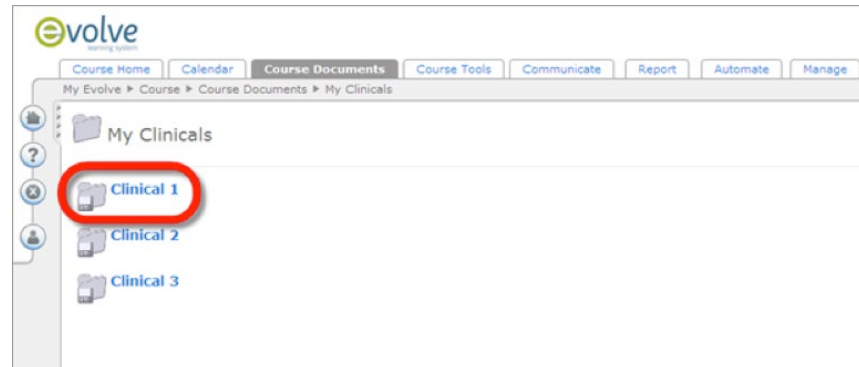 evolve
learning system
Course Home Calendar Course Documents Course Tools Communicate Report Automate Manage
My Evolve ▶ Course ▶ Course Documents ▶ My Clinicals
My Clinicals
?
Clinical 1
Clinical 2
Clinical 3